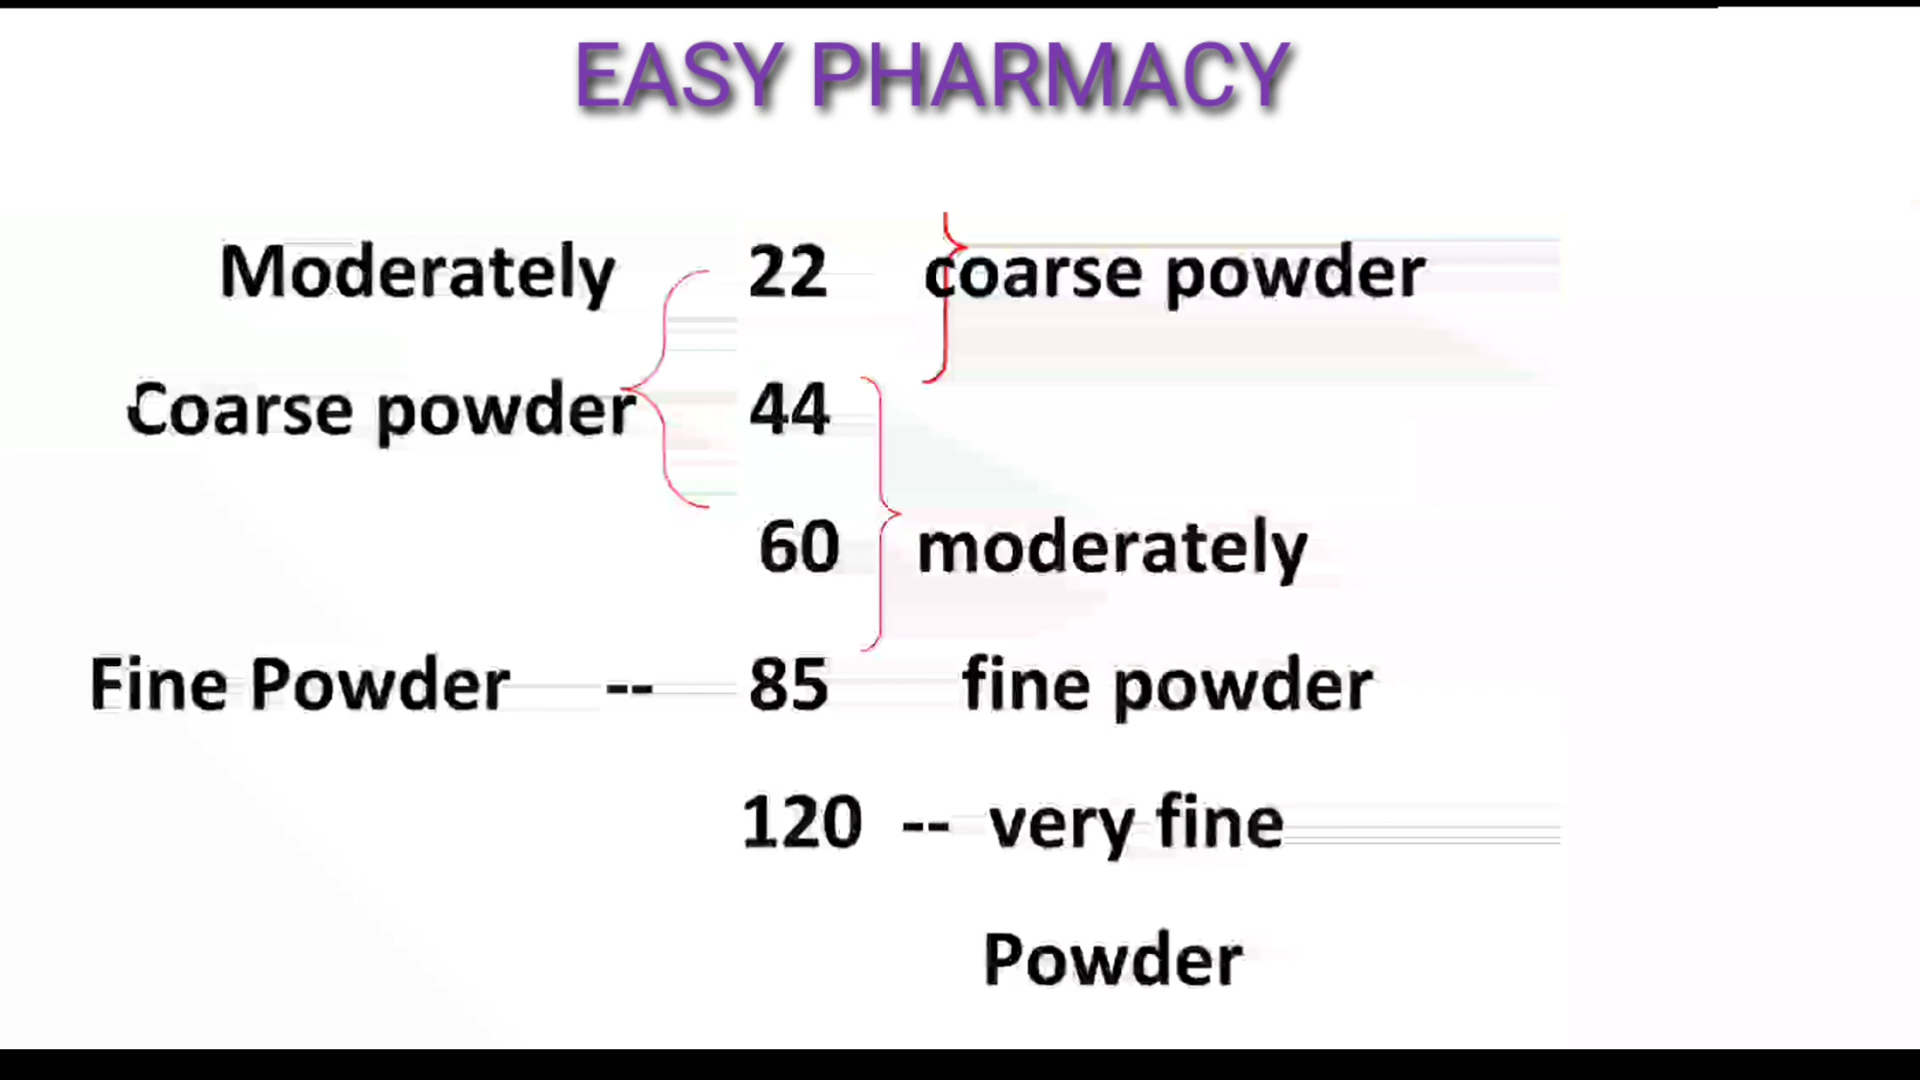 EASY PHARMACY
Moderately 22 coarse powder
Coarse powder 44
60 moderately
Fine Powder -- 85 fine powder
120 -- very fine
Powder